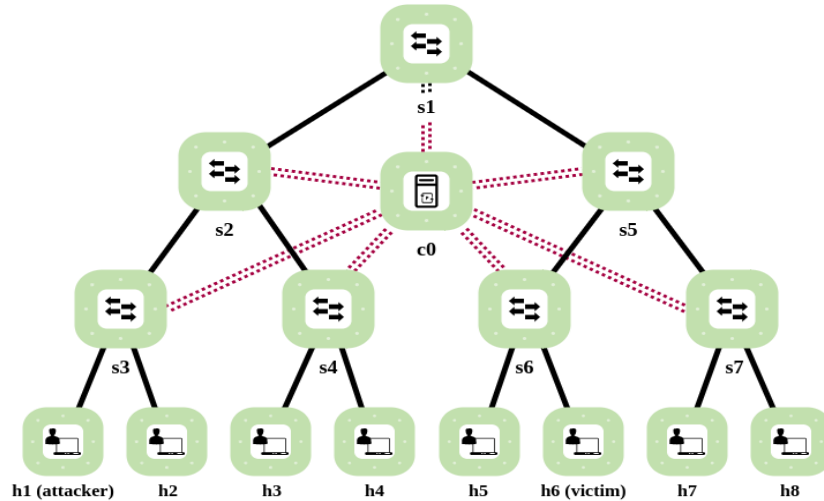 s1
s2
s5
c0
s3
s4
s6
s7
h1 (attacker)
h2
h3
h4
h5
h6 (victim)
h7
h8